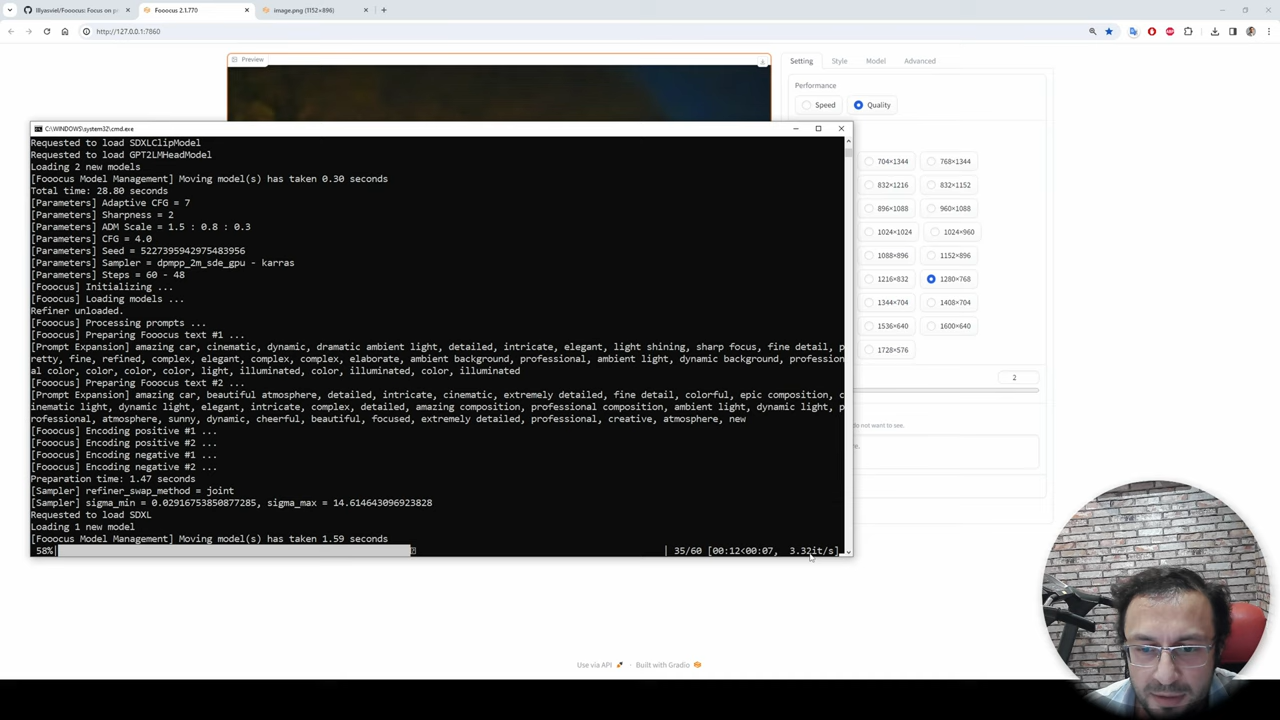 lllyasviel/Fooocus: Focus on p
Fooocus 2.1.770
image.png (1152×896)
http://127.0.0.1:7860
Preview
Setting
Style
Model
Advanced
Performance
Speed
Quality
C:\WINDOWS\system32\cmd.exe
Requested to load SDXLClipModel
Requested to load GPT2LMHeadModel
Loading 2 new models
[Fooocus Model Management] Moving model(s) has taken 0.30 seconds
Total time: 28.80 seconds
[Parameters] Adaptive CFG = 7
[Parameters] Sharpness = 2
[Parameters] ADM Scale = 1.5 : 0.8 : 0.3
[Parameters] CFG = 4.0
[Parameters] Seed = 5227395942975483956
[Parameters] Sampler = dpmpp_2m_sde_gpu - karras
[Parameters] Steps = 60 - 48
[Fooocus] Initializing ...
[Fooocus] Loading models ...
Refiner unloaded.
[Fooocus] Processing prompts ...
[Fooocus] Preparing Fooocus text #1 ...
[Prompt Expansion] amazing car, cinematic, dynamic, dramatic ambient light, detailed, intricate, elegant, light shining, sharp focus, fine detail, p
retty, fine, refined, complex, elegant, complex, complex, elaborate, ambient background, professional, ambient light, dynamic background, profession
al color, color, color, color, light, illuminated, color, illuminated, color, illuminated
[Fooocus] Preparing Fooocus text #2 ...
[Prompt Expansion] amazing car, beautiful atmosphere, detailed, intricate, cinematic, extremely detailed, fine detail, colorful, epic composition, c
inematic light, dynamic light, elegant, intricate, complex, detailed, amazing composition, professional composition, ambient light, dynamic light, p
rofessional, atmosphere, sunny, dynamic, cheerful, beautiful, focused, extremely detailed, professional, creative, atmosphere, new
[Fooocus] Encoding positive #1 ...
[Fooocus] Encoding positive #2 ...
[Fooocus] Encoding negative #1 ...
[Fooocus] Encoding negative #2 ...
Preparation time: 1.47 seconds
[Sampler] refiner_swap_method = joint
[Sampler] sigma_min = 0.02916753850877285, sigma_max = 14.614643096923828
Requested to load SDXL
Loading 1 new model
[Fooocus Model Management] Moving model(s) has taken 1.59 seconds
58%| | 35/60 [00:12<00:07, 3.32it/s]
704×1344 768×1344
832×1216 832×1152
896×1088 960×1088
1024×1024 1024×960
1088×896 1152×896
1216×832 1280×768
1344×704 1408×704
1536×640 1600×640
1728×576
2
do not want to see.
Use via API · Built with Gradio